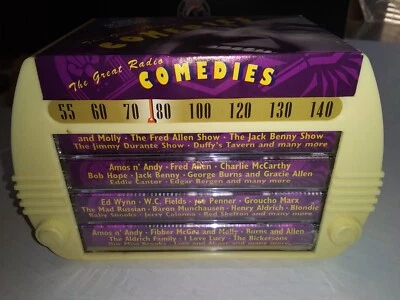 COMEDIES
The Great Radio
COMEDIES
55 60 70 80 100 120 130 140
and Molly · The Fred Allen Show · The Jack Benny Show
The Jimmy Durante Show · Duffy's Tavern and many more
Amos n' Andy · Fred Allen · Charlie McCarthy
Bob Hope · Jack Benny · George Burns and Gracie Allen
Eddie Cantor · Edgar Bergen and many more
Ed Wynn · W.C. Fields · Joe Penner · Groucho Marx
The Mad Russian · Baron Munchausen · Henry Aldrich · Blondie
Baby Snooks · Jerry Colonna · Red Skelton and many more
Amos n' Andy · Fibber McGee and Molly · Burns and Allen
The Aldrich Family · I Love Lucy · The Bickersons